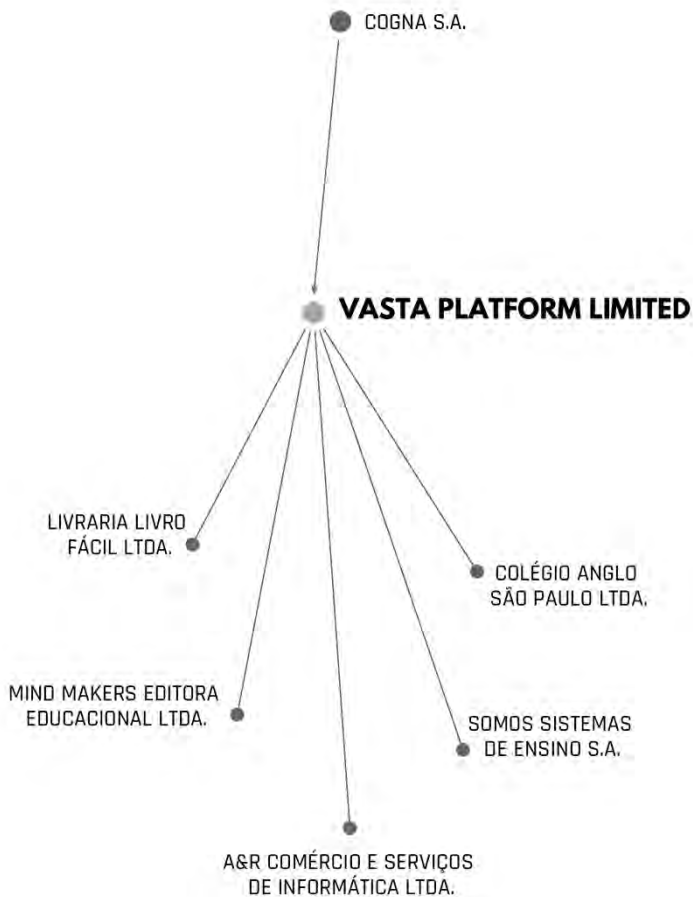 COGNA S.A.
VASTA PLATFORM LIMITED
LIVRARIA LIVRO
FÁCIL LTDA.
COLÉGIO ANGLO
SÃO PAULO LTDA.
MIND MAKERS EDITORA
EDUCACIONAL LTDA.
SOMOS SISTEMAS
DE ENSINO S.A.
A&R COMÉRCIO E SERVIÇOS
DE INFORMÁTICA LTDA.